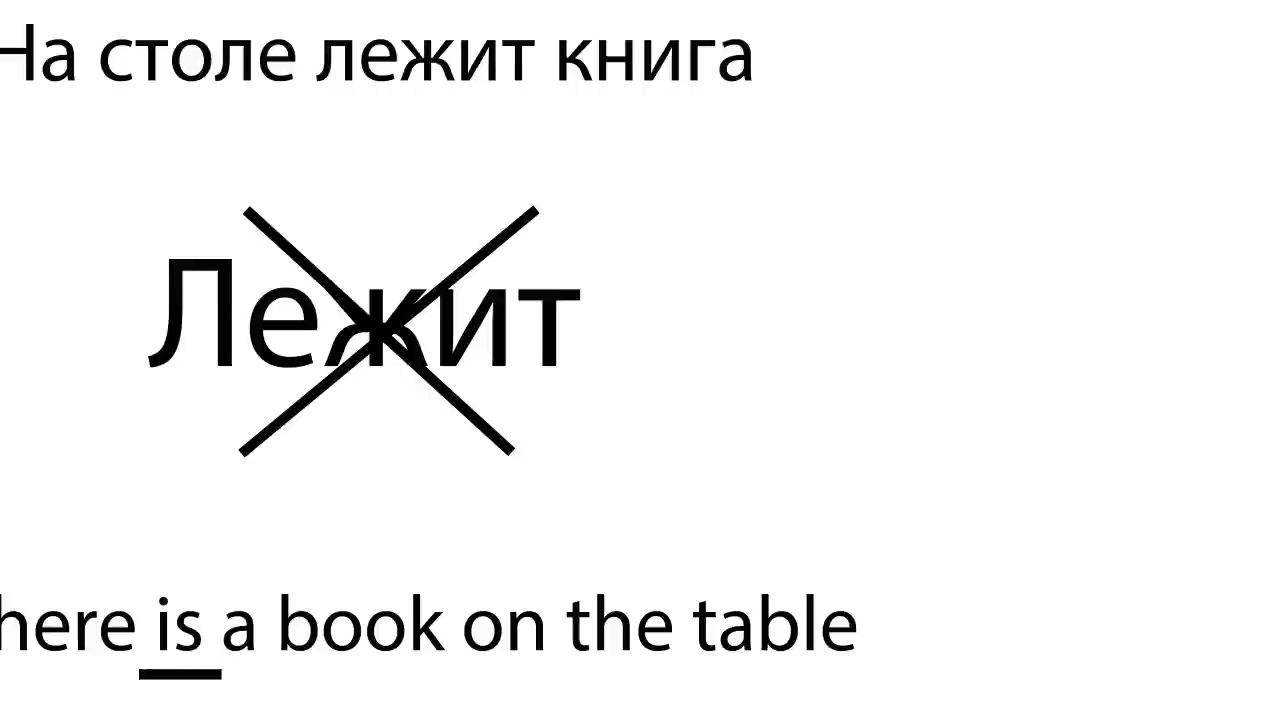 На столе лежит книга
Лежит
here is a book on the table